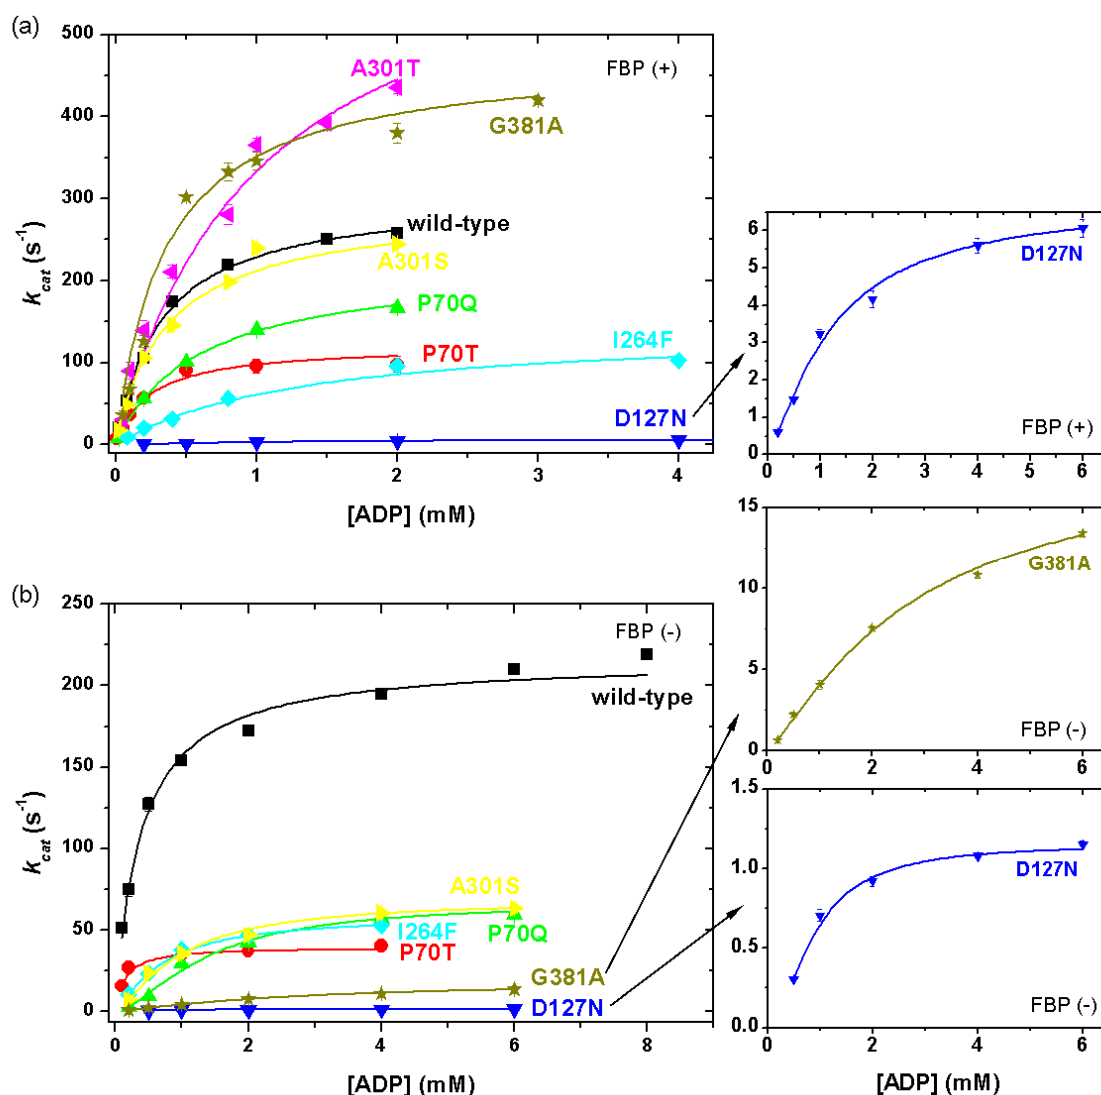 (a)
500
400
300
200
100
0
k_cat (s⁻¹)
FBP (+)
A301T
G381A
wild-type
A301S
P70Q
P70T
I264F
D127N
0 1 2 3 4
[ADP] (mM)
6
5
4
3
2
1
0
D127N
FBP (+)
0 1 2 3 4 5 6
15
10
5
0
G381A
FBP (-)
0 2 4 6
(b)
250
200
150
100
50
0
k_cat (s⁻¹)
FBP (-)
wild-type
A301S
I264F
P70Q
P70T
G381A
D127N
0 2 4 6 8
[ADP] (mM)
1.5
1.0
0.5
0.0
D127N
FBP (-)
0 2 4 6
[ADP] (mM)